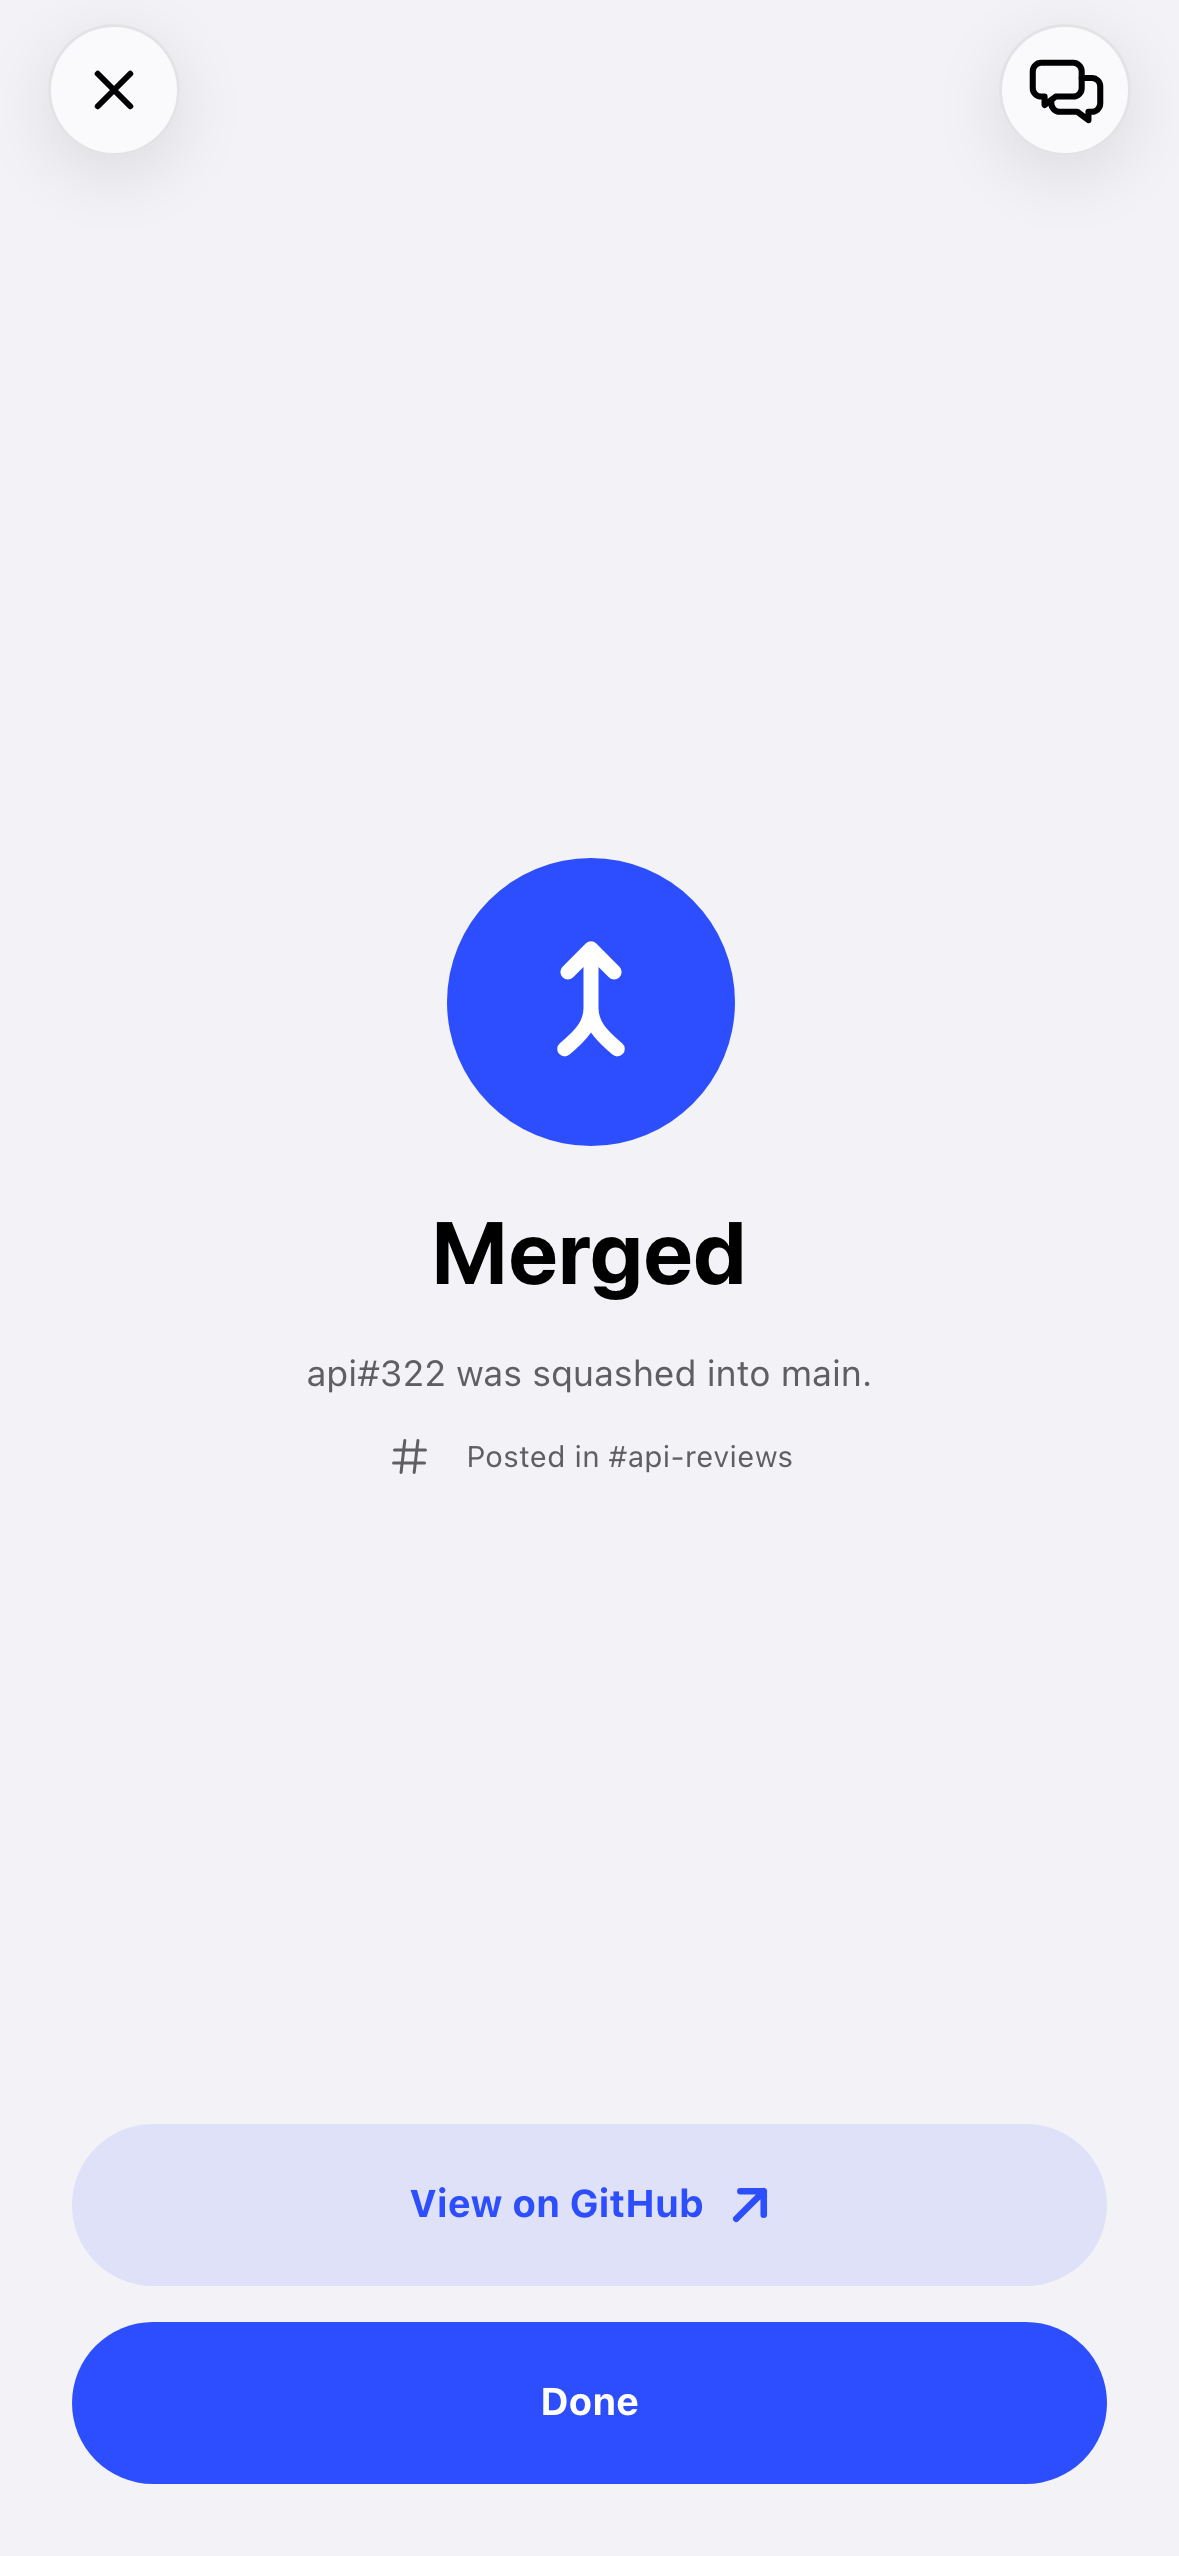 Merged
api#322 was squashed into main.
# Posted in #api-reviews
View on GitHub
Done